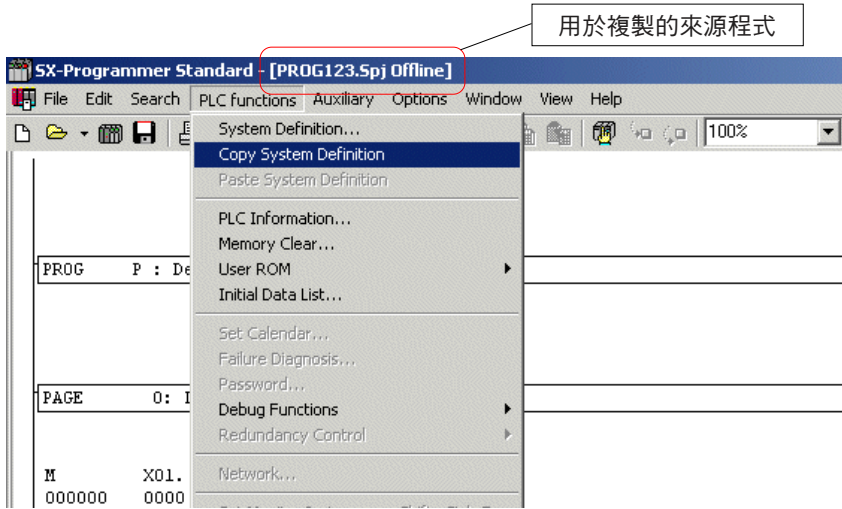 用於複製的來源程式
SX-Programmer Standard - [PROG123.Spj Offline]
File Edit Search PLC functions Auxiliary Options Window View Help
100%
System Definition...
Copy System Definition
Paste System Definition
PLC Information...
Memory Clear...
PROG P : De
User ROM
Initial Data List...
Set Calendar...
Failure Diagnosis...
Password...
PAGE 0: I
Debug Functions
Redundancy Control
M X01.
Network...
000000 0000